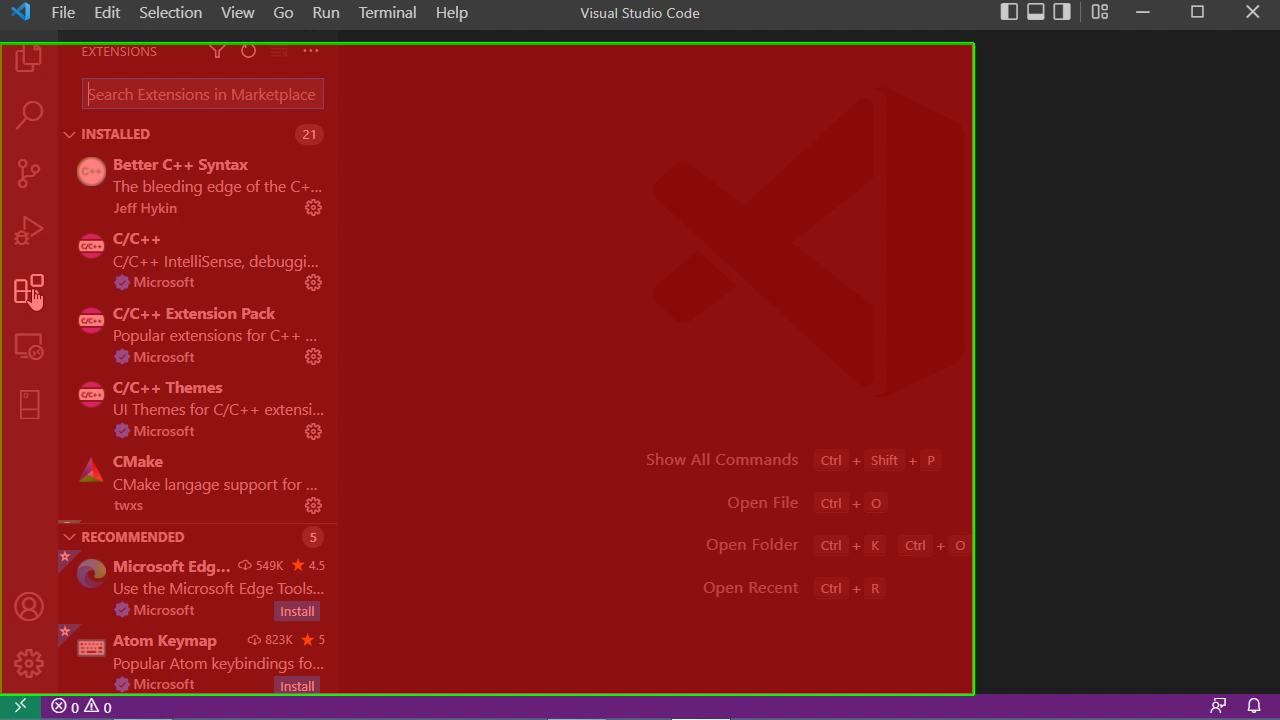 File Edit Selection View Go Run Terminal Help Visual Studio Code
EXTENSIONS
Search Extensions in Marketplace
INSTALLED 21
C++ Better C++ Syntax
The bleeding edge of the C+...
Jeff Hykin
C/C++ C/C++
C/C++ IntelliSense, debuggi...
Microsoft
C/C++ C/C++ Extension Pack
Popular extensions for C++ ...
Microsoft
C/C++ C/C++ Themes
UI Themes for C/C++ extensi...
Microsoft
CMake
CMake langage support for ...
twxs
RECOMMENDED 5
Microsoft Edg... 549K 4.5
Use the Microsoft Edge Tools...
Microsoft Install
Atom Keymap 823K 5
Popular Atom keybindings fo...
Microsoft Install
Show All Commands Ctrl + Shift + P
Open File Ctrl + O
Open Folder Ctrl + K Ctrl + O
Open Recent Ctrl + R
0 0